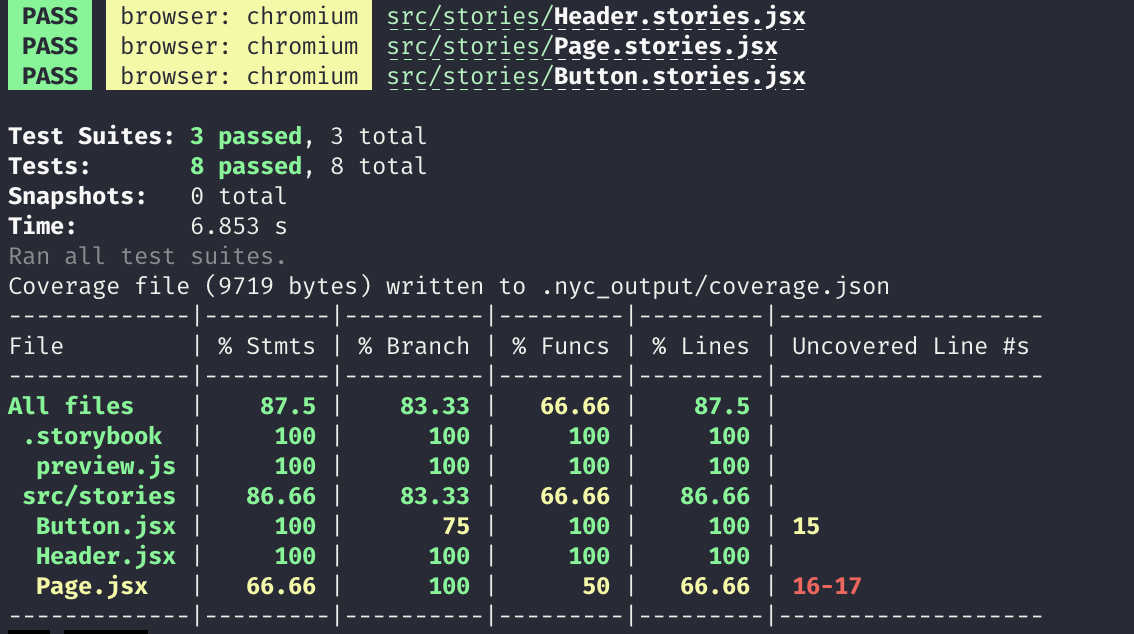 PASS browser: chromium src/stories/Header.stories.jsx
PASS browser: chromium src/stories/Page.stories.jsx
PASS browser: chromium src/stories/Button.stories.jsx
Test Suites: 3 passed, 3 total
Tests:       8 passed, 8 total
Snapshots:   0 total
Time:        6.853 s
Ran all test suites.
Coverage file (9719 bytes) written to .nyc_output/coverage.json
-------------|---------|----------|---------|---------|-------------------
File         | % Stmts | % Branch | % Funcs | % Lines | Uncovered Line #s
-------------|---------|----------|---------|---------|-------------------
All files    |    87.5 |    83.33 |   66.66 |    87.5 |
 .storybook  |     100 |      100 |     100 |     100 |
  preview.js |     100 |      100 |     100 |     100 |
 src/stories |   86.66 |    83.33 |   66.66 |   86.66 |
  Button.jsx |     100 |       75 |     100 |     100 | 15
  Header.jsx |     100 |      100 |     100 |     100 |
  Page.jsx   |   66.66 |      100 |      50 |   66.66 | 16-17
-------------|---------|----------|---------|---------|-------------------